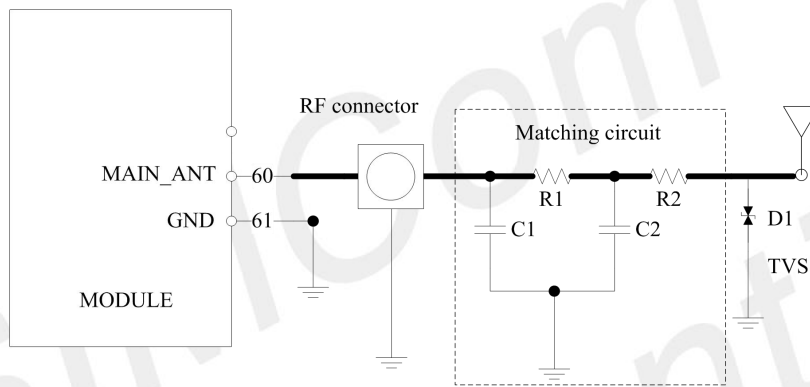 RF connector
Matching circuit
MAIN_ANT
60
R1
R2
GND
61
C1
C2
D1
TVS
MODULE